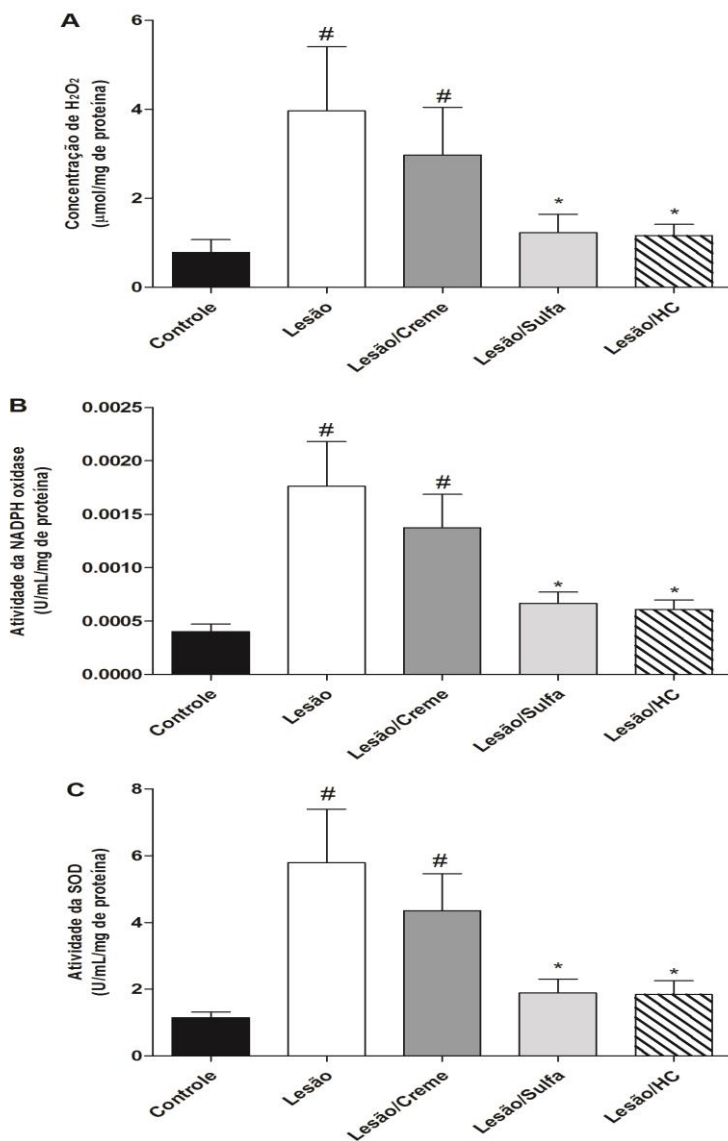 A
Concentração de H₂O₂
(µmol/mg de proteína)
6
4
2
0
#
#
*
*
Controle
Lesão
Lesão/Creme
Lesão/Sulfa
Lesão/HC
B
Atividade da NADPH oxidase
(U/mL/mg de proteína)
0.0025
0.0020
0.0015
0.0010
0.0005
0.0000
#
#
*
*
Controle
Lesão
Lesão/Creme
Lesão/Sulfa
Lesão/HC
C
Atividade da SOD
(U/mL/mg de proteína)
8
6
4
2
0
#
#
*
*
Controle
Lesão
Lesão/Creme
Lesão/Sulfa
Lesão/HC